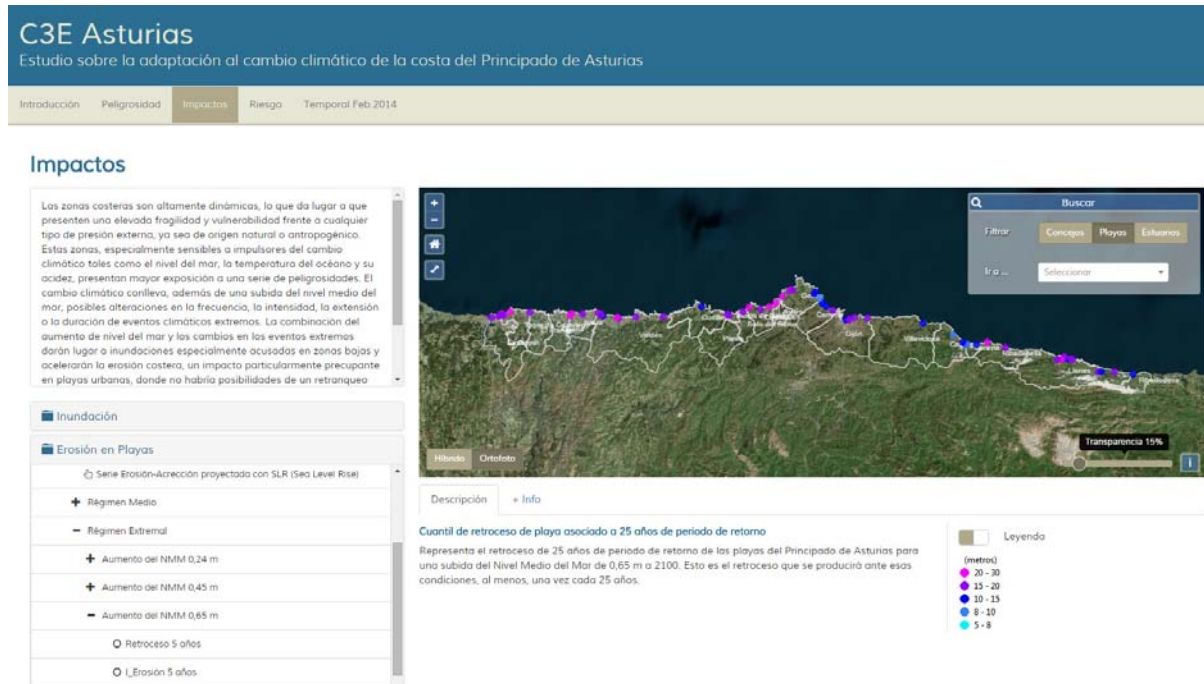 C3E Asturias
Estudio sobre la adaptación al cambio climático de la costa del Principado de Asturias
Introducción Peligrosidad Impactos Riesgo Temporal Feb 2014
Impactos
Las zonas costeras son altamente dinámicas, lo que da lugar a que
presenten una elevada fragilidad y vulnerabilidad frente a cualquier
tipo de presión externa, ya sea de origen natural o antropogénico.
Estas zonas, especialmente sensibles a impulsores del cambio
climático tales como el nivel del mar, la temperatura del océano y su
acidez, presentan mayor exposición a una serie de peligrosidades. El
cambio climático conlleva, además de una subida del nivel medio del
mar, posibles alteraciones en la frecuencia, la intensidad, la extensión
o la duración de eventos climáticos extremos. La combinación del
aumento de nivel del mar y los cambios en los eventos extremos
darán lugar a inundaciones especialmente acusadas en zonas bajas y
acelerarán la erosión costera, un impacto particularmente precupante
en playas urbanas, donde no habría posibilidades de un retranqueo
Inundación
Erosión en Playas
Serie Erosión-Acrección proyectada con SLR (Sea Level Rise)
+ Régimen Medio
− Régimen Extremal
+ Aumento del NMM 0,24 m
+ Aumento del NMM 0,45 m
− Aumento del NMM 0,65 m
Retroceso 5 años
I_Erosión 5 años
+
−
Buscar
Filtrar Concejos Playas Estuarios
Ir a ... Seleccionar
Villaviciosa
Llanes
Transparencia 15%
Híbrido Ortofoto
i
Descripción + Info
Cuantil de retroceso de playa asociado a 25 años de periodo de retorno
Representa el retroceso de 25 años de periodo de retorno de las playas del Principado de Asturias para
una subida del Nivel Medio del Mar de 0,65 m a 2100. Esto es el retroceso que se producirá ante esas
condiciones, al menos, una vez cada 25 años.
Leyenda
(metros)
20 - 30
15 - 20
10 - 15
8 - 10
5 - 8